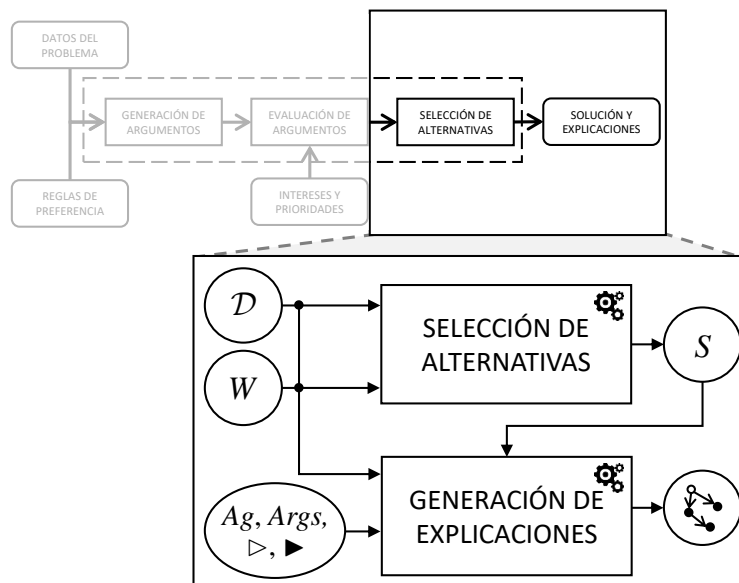 DATOS DEL
PROBLEMA
GENERACIÓN DE
ARGUMENTOS
EVALUACIÓN DE
ARGUMENTOS
SELECCIÓN DE
ALTERNATIVAS
SOLUCIÓN Y
EXPLICACIONES
REGLAS DE
PREFERENCIA
INTERESES Y
PRIORIDADES
𝒟
SELECCIÓN DE
ALTERNATIVAS
S
W
Ag, Args,
▷, ▶
GENERACIÓN DE
EXPLICACIONES